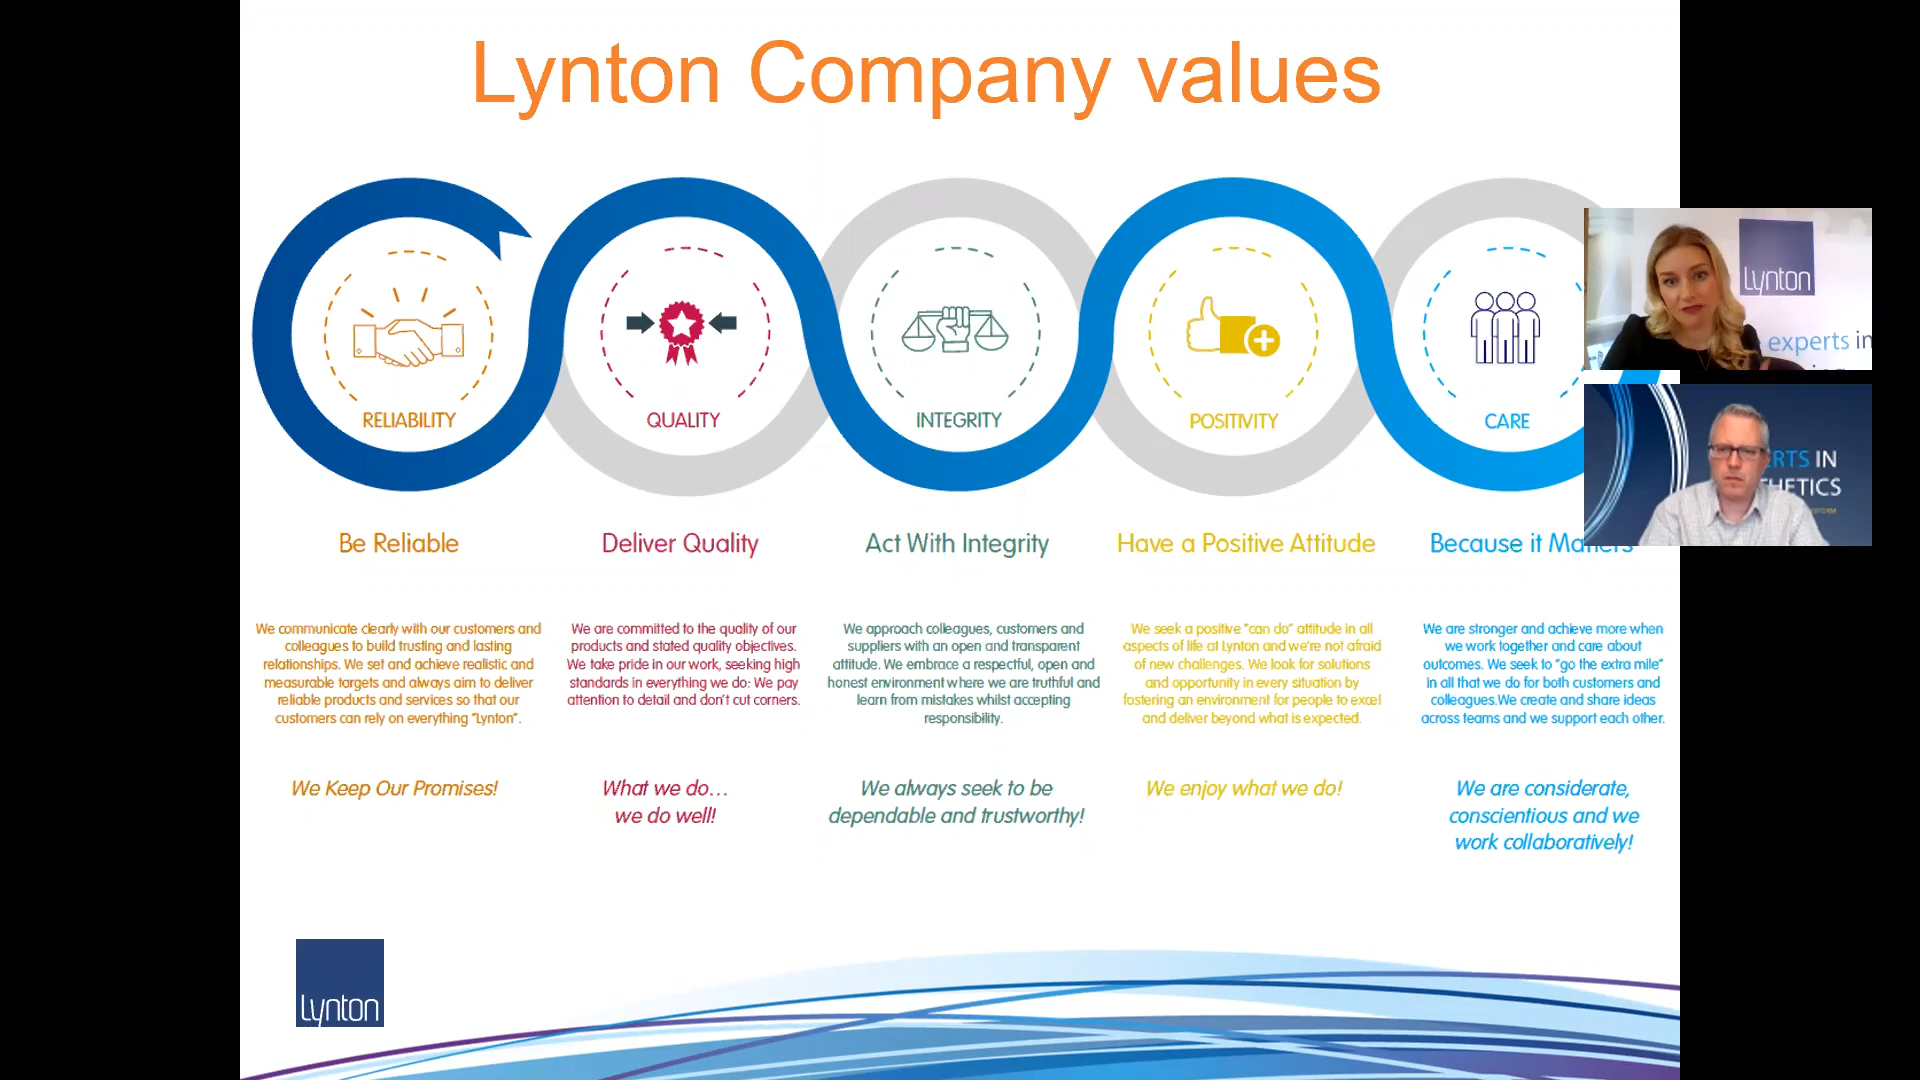 Lynton Company values
RELIABILITY
QUALITY
INTEGRITY
POSITIVITY
CARE
Be Reliable
Deliver Quality
Act With Integrity
Have a Positive Attitude
Because it Matters
We communicate clearly with our customers and
colleagues to build trusting and lasting
relationships. We set and achieve realistic and
measurable targets and always aim to deliver
reliable products and services so that our
customers can rely on everything "Lynton".
We are committed to the quality of our
products and stated quality objectives.
We take pride in our work, seeking high
standards in everything we do: We pay
attention to detail and don't cut corners.
We approach colleagues, customers and
suppliers with an open and transparent
attitude. We embrace a respectful, open and
honest environment where we are truthful and
learn from mistakes whilst accepting
responsibility.
We seek a positive "can do" attitude in all
aspects of life at Lynton and we're not afraid
of new challenges. We look for solutions
and opportunity in every situation by
fostering an environment for people to excel
and deliver beyond what is expected.
We are stronger and achieve more when
we work together and care about
outcomes. We seek to "go the extra mile"
in all that we do for both customers and
colleagues.We create and share ideas
across teams and we support each other.
We Keep Our Promises!
What we do...
we do well!
We always seek to be
dependable and trustworthy!
We enjoy what we do!
We are considerate,
conscientious and we
work collaboratively!
Lynton
Lynton
experts in
ERTS IN
THETICS